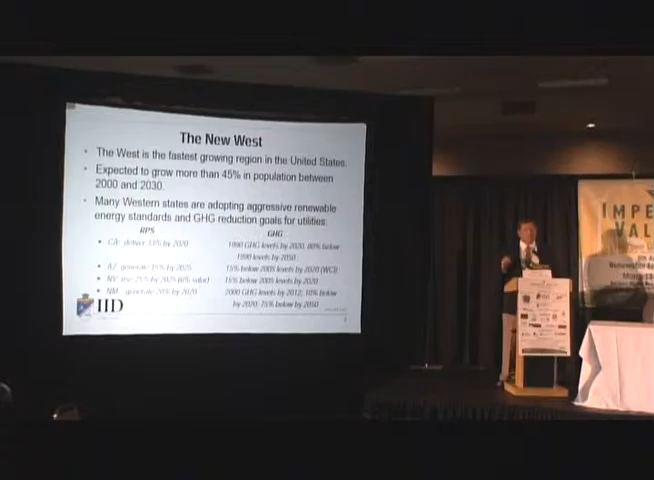 The New West
• The West is the fastest growing region in the United States.
• Expected to grow more than 45% in population between
2000 and 2030.
• Many Western states are adopting aggressive renewable
energy standards and GHG reduction goals for utilities:
RPS GHG
• CA: deliver 33% by 2020 1990 GHG levels by 2020, 80% below
1990 levels by 2050
• AZ: generate 15% by 2025 15% below 2005 levels by 2020 (WCI)
• NV: use 25% by 2025 15% below 2005 levels by 2020
• NM: generate 20% by 2020 2000 GHG levels by 2012; 10% below
by 2020; 75% below by 2050
IID
IMPE
VAL